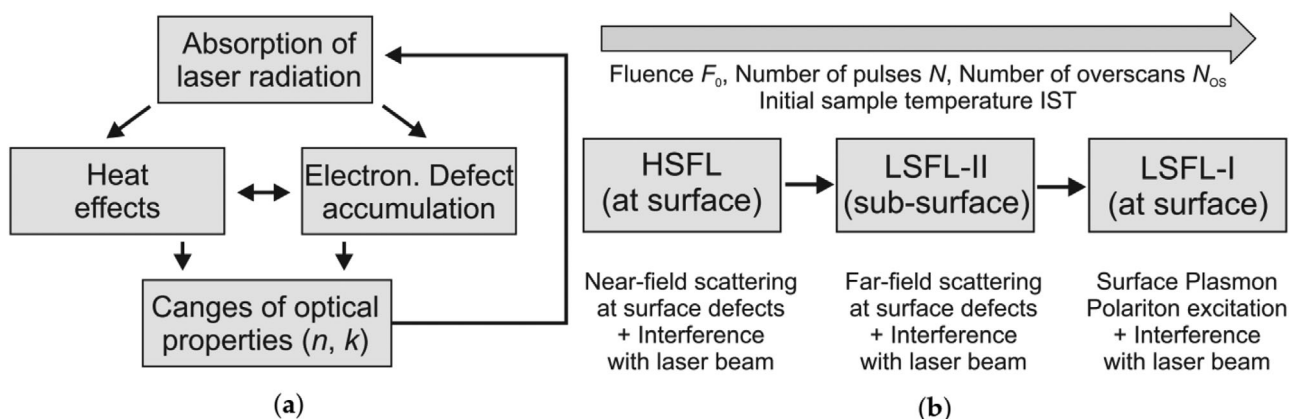 Absorption of
laser radiation
Heat
effects
Electron. Defect
accumulation
Canges of optical
properties (n, k)
(a)
Fluence F₀, Number of pulses N, Number of overscans N_OS
Initial sample temperature IST
HSFL
(at surface)
LSFL-II
(sub-surface)
LSFL-I
(at surface)
Near-field scattering
at surface defects
+ Interference
with laser beam
Far-field scattering
at surface defects
+ Interference
with laser beam
Surface Plasmon
Polariton excitation
+ Interference
with laser beam
(b)